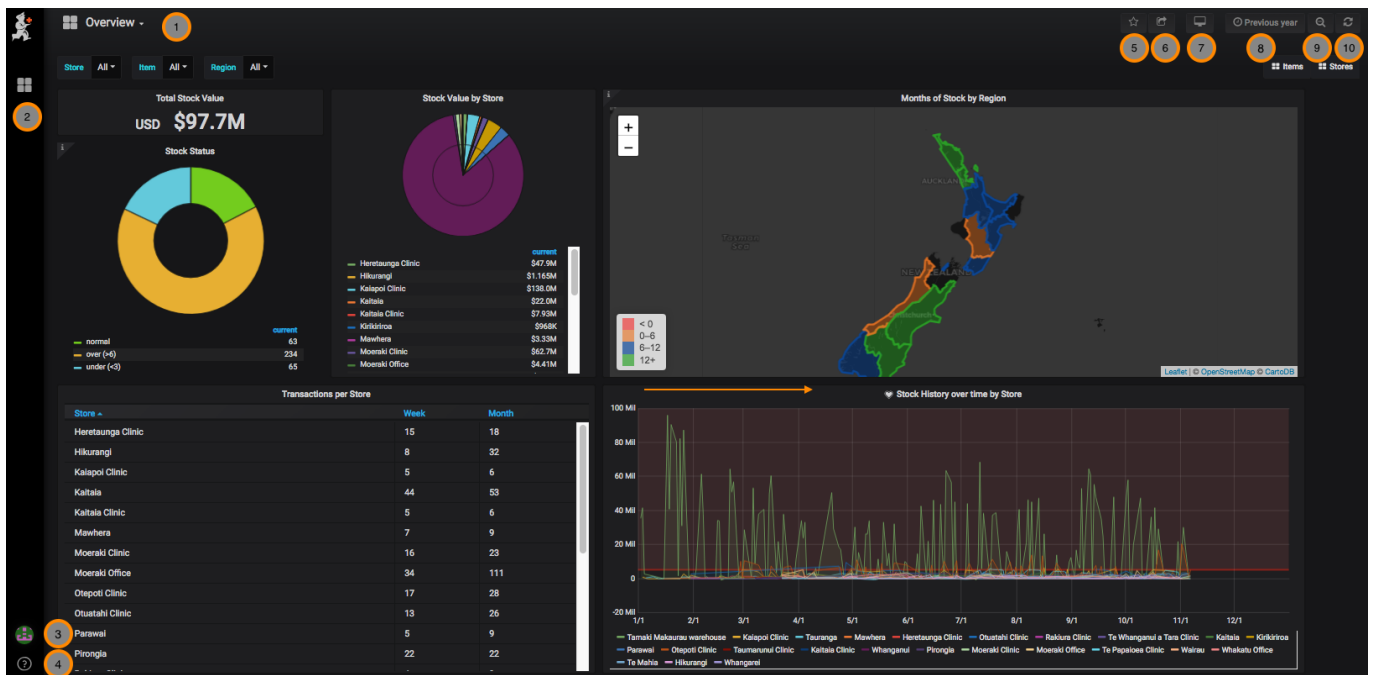 Overview
1
5
6
7
Previous year
8
9
10
Store All Item All Region All
Items Stores
2
Total Stock Value
USD $97.7M
Stock Status
current
normal 63
over (>6) 234
under (<3) 65
Stock Value by Store
current
Heretaunga Clinic $47.9M
Hikurangi $1.165M
Kaiapoi Clinic $138.0M
Kaitaia $22.0M
Kaitaia Clinic $7.93M
Kirikiriroa $968K
Mawhera $3.33M
Moeraki Clinic $62.7M
Moeraki Office $4.41M
Months of Stock by Region
+
−
AUCKLAND
Tasman
Sea
NEW ZEALAND
< 0
0–6
6–12
12+
Leaflet | © OpenStreetMap © CartoDB
Transactions per Store
Store Week Month
Heretaunga Clinic 15 18
Hikurangi 8 32
Kaiapoi Clinic 5 6
Kaitaia 44 53
Kaitaia Clinic 5 6
Mawhera 7 9
Moeraki Clinic 16 23
Moeraki Office 34 111
Otepoti Clinic 17 28
Otuatahi Clinic 13 26
Parawai 5 9
Pirongia 22 22
3
4
?
Stock History over time by Store
100 Mil
80 Mil
60 Mil
40 Mil
20 Mil
0
-20 Mil
1/1 2/1 3/1 4/1 5/1 6/1 7/1 8/1 9/1 10/1 11/1 12/1
Tamaki Makaurau warehouse Kaiapoi Clinic Tauranga Mawhera Heretaunga Clinic Otuatahi Clinic Rakiura Clinic Te Whanganui a Tara Clinic Kaitaia Kirikiriroa
Parawai Otepoti Clinic Taumarunui Clinic Kaitaia Clinic Whanganui Pirongia Moeraki Clinic Moeraki Office Te Papaioea Clinic Wairau Whakatu Office
Te Mahia Hikurangi Whangarei